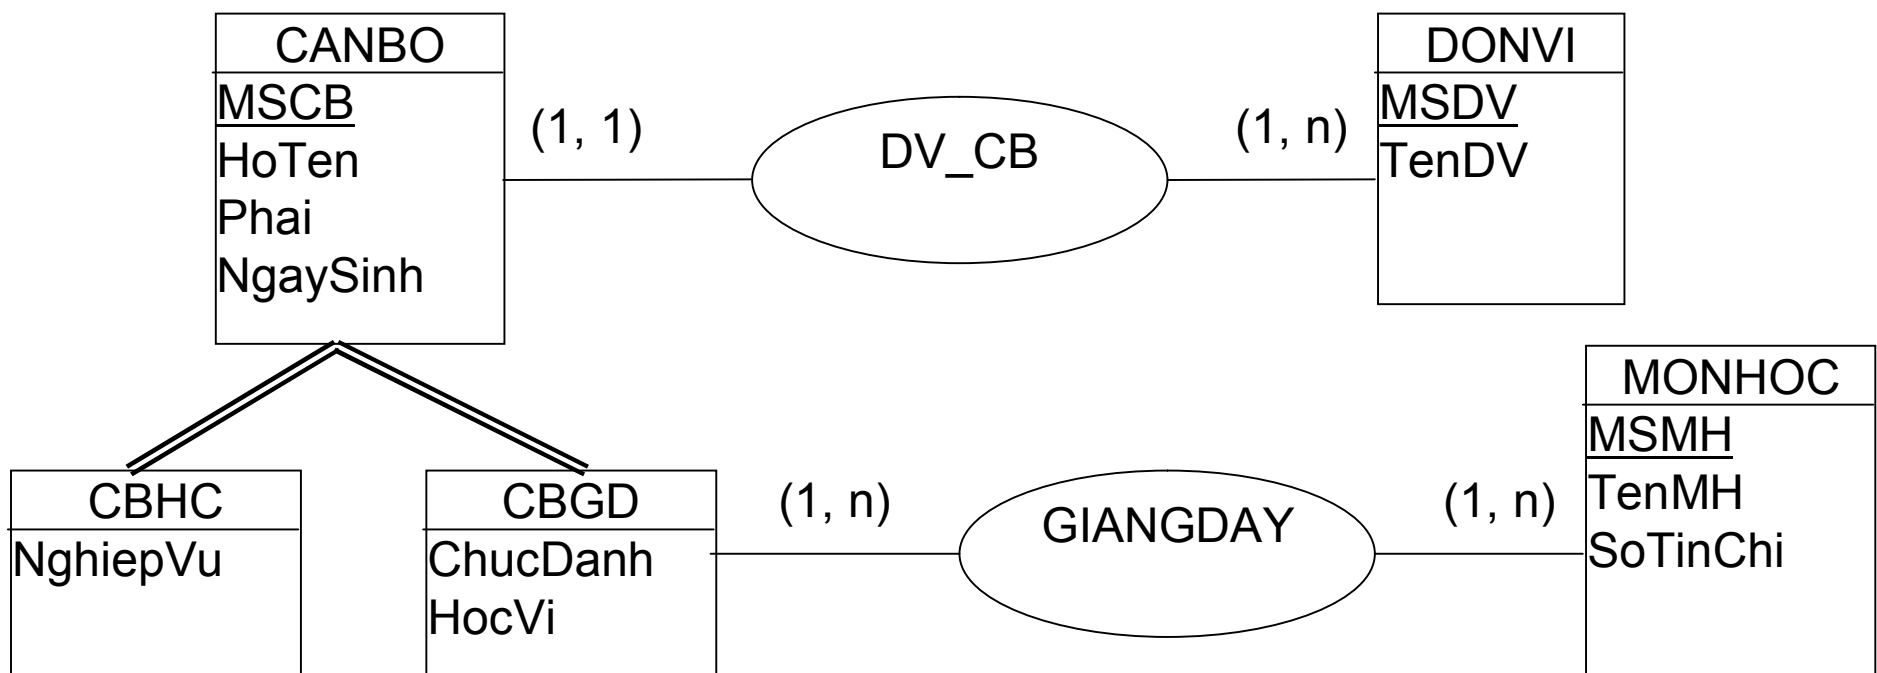 CANBO
MSCB
HoTen
Phai
NgaySinh
(1, 1)
DV_CB
(1, n)
DONVI
MSDV
TenDV
CBHC
NghiepVu
CBGD
ChucDanh
HocVi
(1, n)
GIANGDAY
(1, n)
MONHOC
MSMH
TenMH
SoTinChi